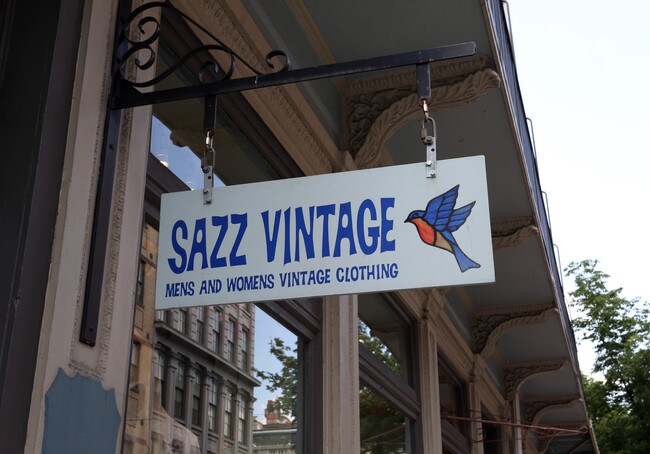 SAZZ VINTAGE
MENS AND WOMENS VINTAGE CLOTHING